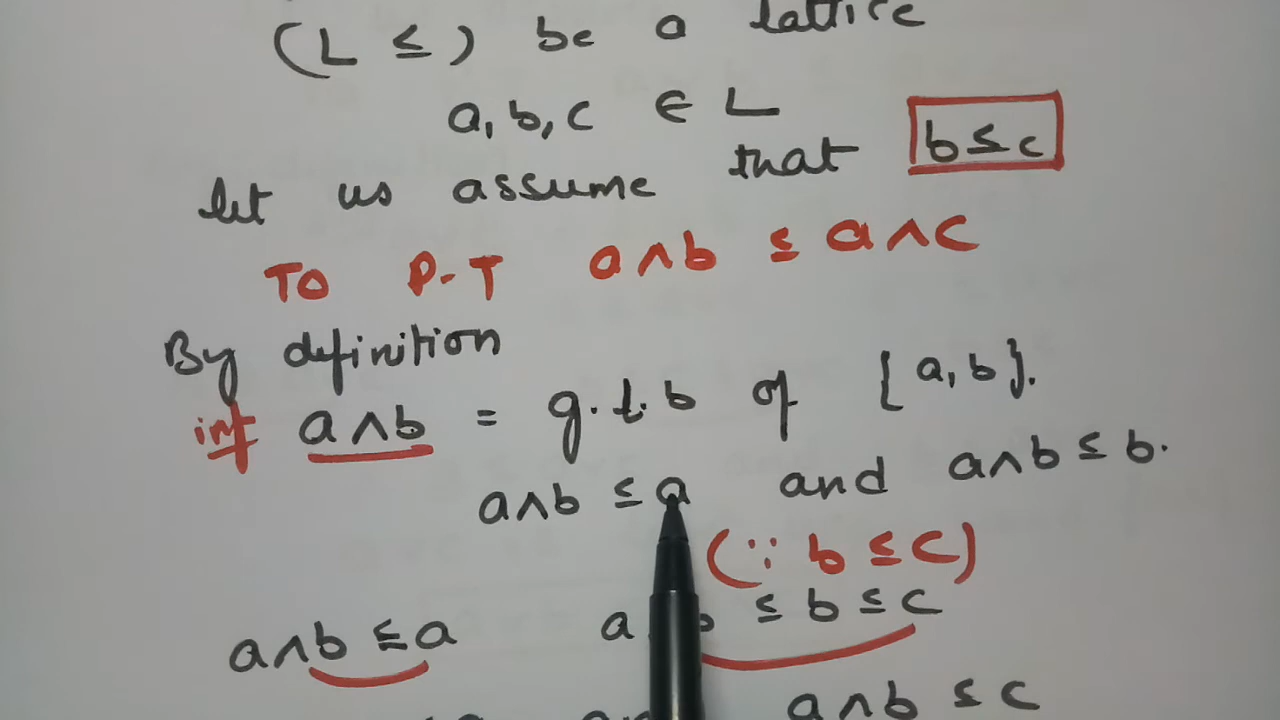 (L ≤) be a lattice
a, b, c ∈ L
let us assume that b ≤ c
TO P.T a∧b ≤ a∧c
By definition
inf a∧b = g.l.b of {a, b}.
a∧b ≤ a and a∧b ≤ b.
(∵ b ≤ c)
a∧b ≤ a a b ≤ b ≤ c
a∧b ≤ c